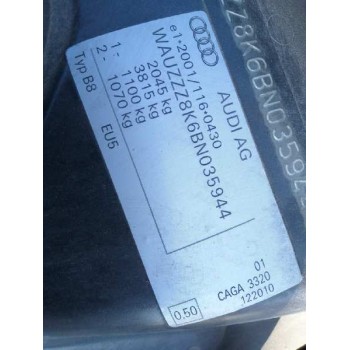 AUDI AG
e1*2001/116*0430
WAUZZZ8K6BN035944
2045 kg
3815 kg
1- 1100 kg
2- 1070 kg
Typ B8
EU5
01
CAGA 3320
122010
0.50
ZZ8K6BN0359